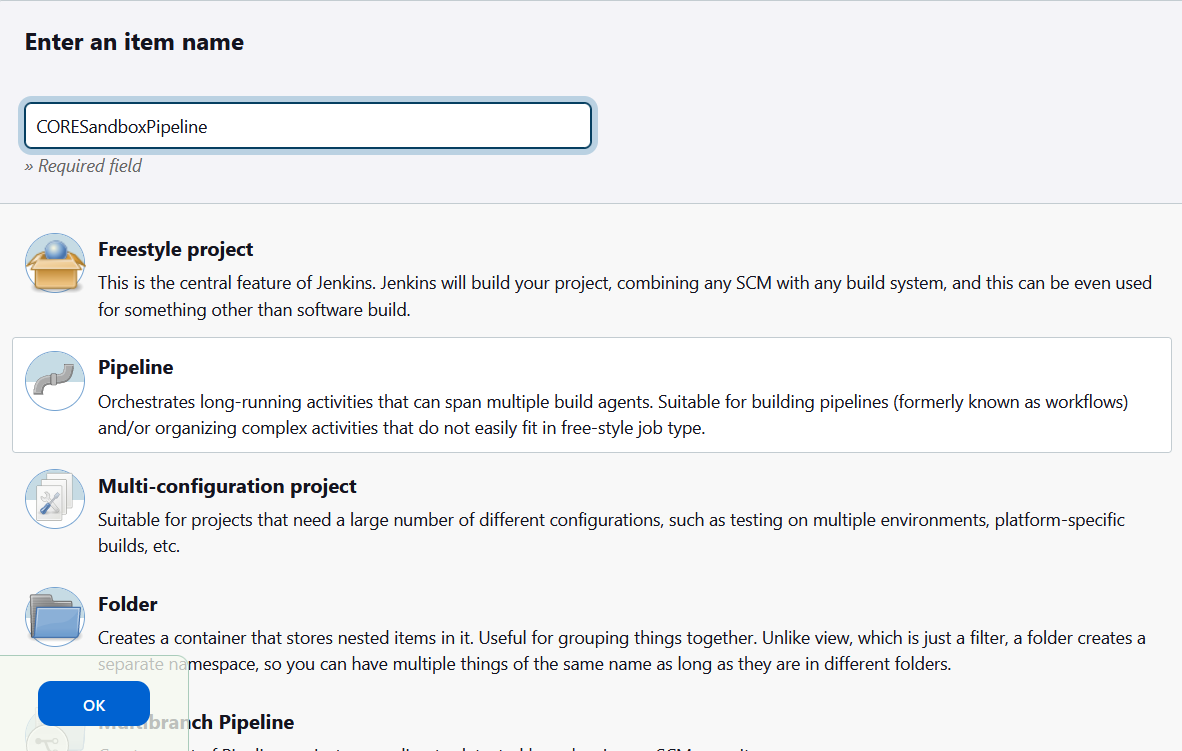 Enter an item name
CORESandboxPipeline
» Required field
Freestyle project
This is the central feature of Jenkins. Jenkins will build your project, combining any SCM with any build system, and this can be even used
for something other than software build.
Pipeline
Orchestrates long-running activities that can span multiple build agents. Suitable for building pipelines (formerly known as workflows)
and/or organizing complex activities that do not easily fit in free-style job type.
Multi-configuration project
Suitable for projects that need a large number of different configurations, such as testing on multiple environments, platform-specific
builds, etc.
Folder
Creates a container that stores nested items in it. Useful for grouping things together. Unlike view, which is just a filter, a folder creates a
separate namespace, so you can have multiple things of the same name as long as they are in different folders.
OK
Multibranch Pipeline